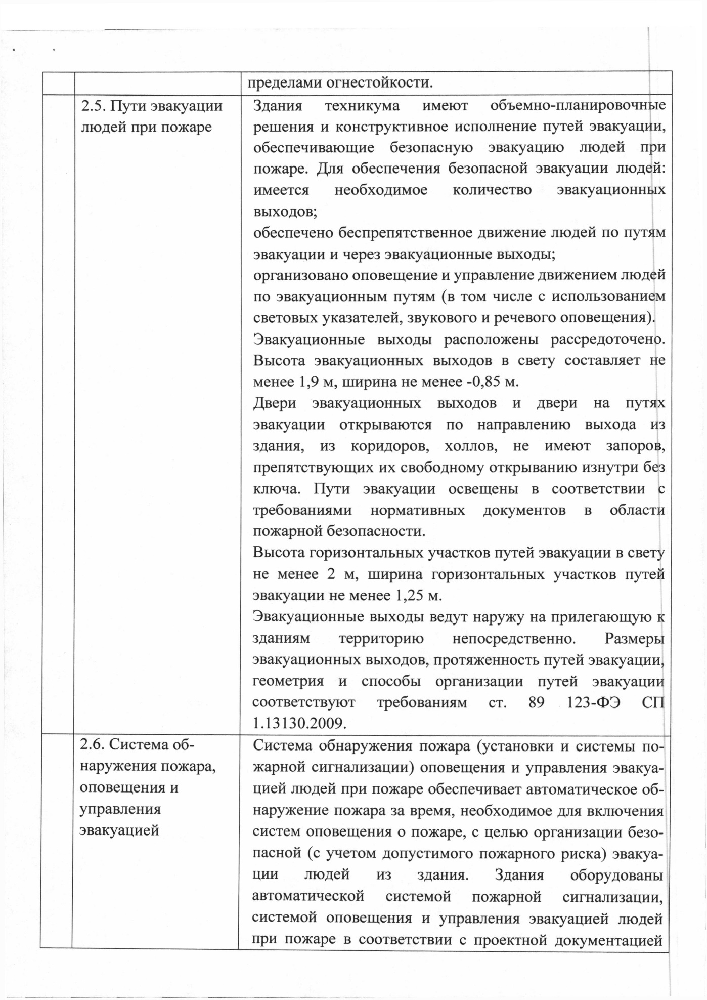 пределами огнестойкости.
2.5. Пути эвакуации
людей при пожаре
Здания техникума имеют объемно-планировочные
решения и конструктивное исполнение путей эвакуации,
обеспечивающие безопасную эвакуацию людей при
пожаре. Для обеспечения безопасной эвакуации людей:
имеется необходимое количество эвакуационных
выходов;
обеспечено беспрепятственное движение людей по путям
эвакуации и через эвакуационные выходы;
организовано оповещение и управление движением людей
по эвакуационным путям (в том числе с использованием
световых указателей, звукового и речевого оповещения).
Эвакуационные выходы расположены рассредоточено.
Высота эвакуационных выходов в свету составляет не
менее 1,9 м, ширина не менее -0,85 м.
Двери эвакуационных выходов и двери на путях
эвакуации открываются по направлению выхода из
здания, из коридоров, холлов, не имеют запоров,
препятствующих их свободному открыванию изнутри без
ключа. Пути эвакуации освещены в соответствии с
требованиями нормативных документов в области
пожарной безопасности.
Высота горизонтальных участков путей эвакуации в свету
не менее 2 м, ширина горизонтальных участков путей
эвакуации не менее 1,25 м.
Эвакуационные выходы ведут наружу на прилегающую к
зданиям территорию непосредственно. Размеры
эвакуационных выходов, протяженность путей эвакуации,
геометрия и способы организации путей эвакуации
соответствуют требованиям ст. 89 123-ФЭ СП
1.13130.2009.
2.6. Система об-
наружения пожара,
оповещения и
управления
эвакуацией
Система обнаружения пожара (установки и системы по-
жарной сигнализации) оповещения и управления эвакуа-
цией людей при пожаре обеспечивает автоматическое об-
наружение пожара за время, необходимое для включения
систем оповещения о пожаре, с целью организации безо-
пасной (с учетом допустимого пожарного риска) эвакуа-
ции людей из здания. Здания оборудованы
автоматической системой пожарной сигнализации,
системой оповещения и управления эвакуацией людей
при пожаре в соответствии с проектной документацией